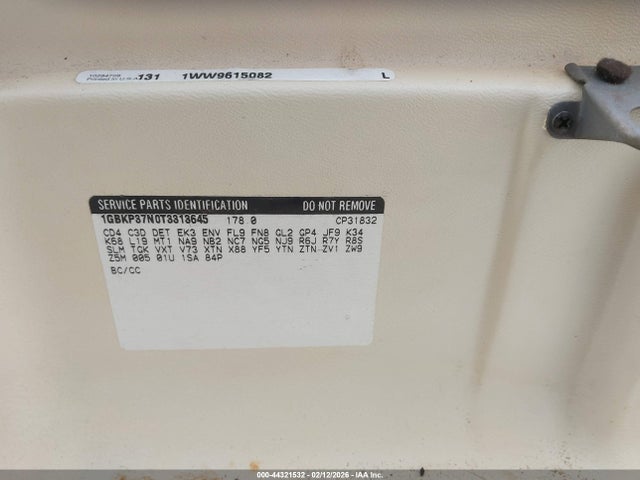 10284709
Printed in U.S.A.
131 1WW9615082 L
SERVICE PARTS IDENTIFICATION DO NOT REMOVE
1GBKP37N0T3313645 178.0 CP31832
CD4 C3D DET EK3 ENV FL9 FN8 GL2 GP4 JF9 K34
K68 L19 MT1 NA9 NB2 NC7 NG5 NJ9 R6J R7Y R8S
SLM TGK VXT V73 XTN X88 YF5 YTN ZTN ZV1 ZW9
Z5M 005 01U 1SA 84P
BC/CC
000-44321532 - 02/12/2026 - IAA Inc.